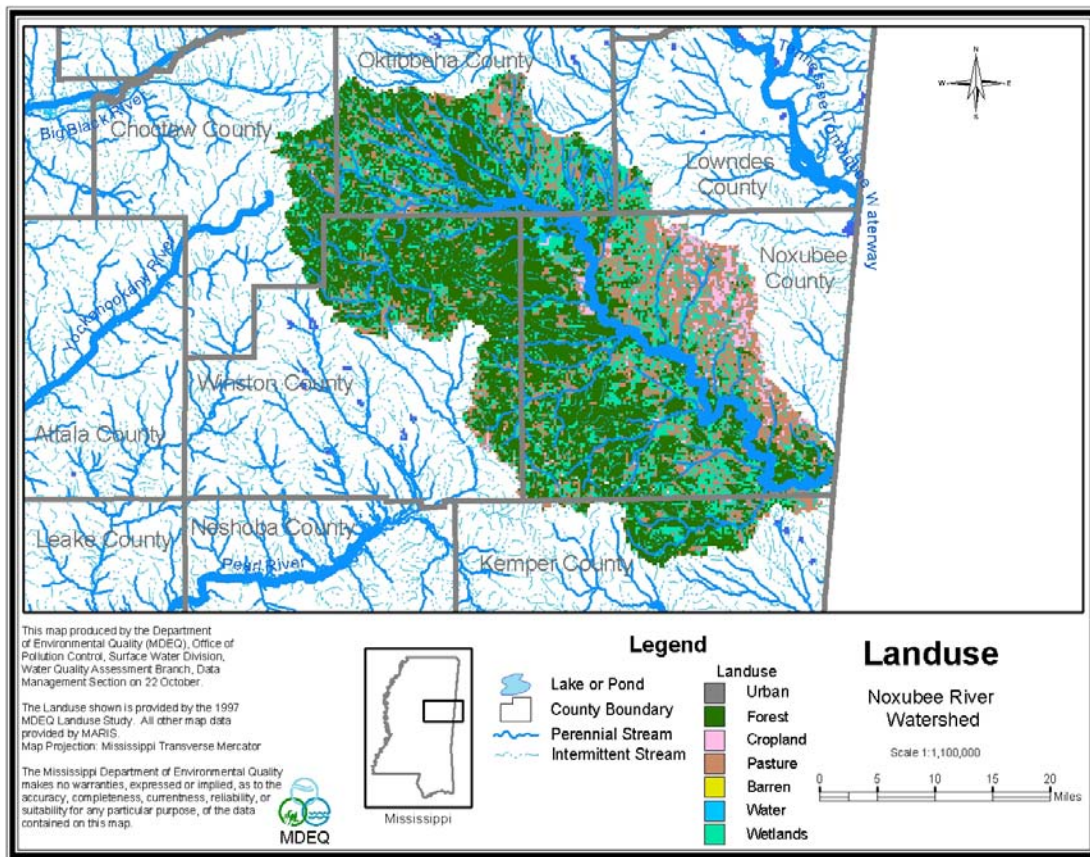 Oktibbeha County
Big Black River
Choctaw County
Tennessee/Tombigbee Waterway
Lowndes
County
Noxubee
County
Yockanookany River
Winston County
Attala County
Neshoba County
Leake County
Pearl River
Kemper County
N
W
E
S
This map produced by the Department
of Environmental Quality (MDEQ), Office of
Pollution Control, Surface Water Division,
Water Quality Assessment Branch, Data
Management Section on 22 October.
The Landuse shown is provided by the 1997
MDEQ Landuse Study. All other map data
provided by MARIS.
Map Projection: Mississippi Transverse Mercator
The Mississippi Department of Environmental Quality
makes no warranties, expressed or implied, as to the
accuracy, completeness, currentness, reliability, or
suitability for any particular purpose, of the data
contained on this map.
MDEQ
Mississippi
Legend
Lake or Pond
County Boundary
Perennial Stream
Intermittent Stream
Landuse
Urban
Forest
Cropland
Pasture
Barren
Water
Wetlands
Landuse
Noxubee River
Watershed
Scale 1:1,100,000
0 5 10 15 20
Miles